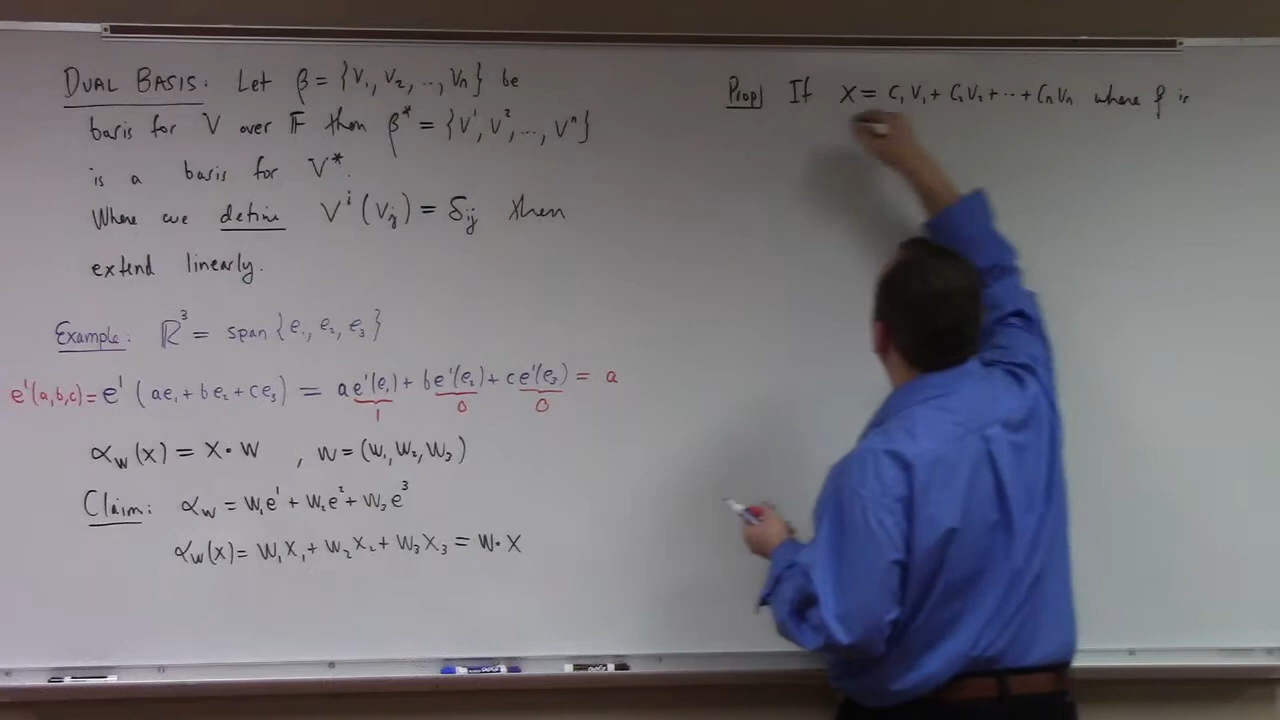 DUAL BASIS: Let β = {v₁, v₂, .., vₙ} be
basis for V over F then β* = {v¹, v², ..., vⁿ}
is a basis for V*.
Where we define vⁱ(vⱼ) = δᵢⱼ then
extend linearly.
Example: ℝ³ = span{e₁, e₂, e₃}
e¹(a,b,c) = e¹(ae₁ + be₂ + ce₃) = ae¹(e₁) + be¹(e₂) + ce¹(e₃) = a
1 0 0
α_w(x) = x • w , w = (w₁, w₂, w₃)
Claim: α_w = w₁e¹ + w₂e² + w₃e³
α_w(x) = w₁x₁ + w₂x₂ + w₃x₃ = w • x
Prop| If x = c₁v₁ + c₂v₂ + ... + cₙvₙ where β is